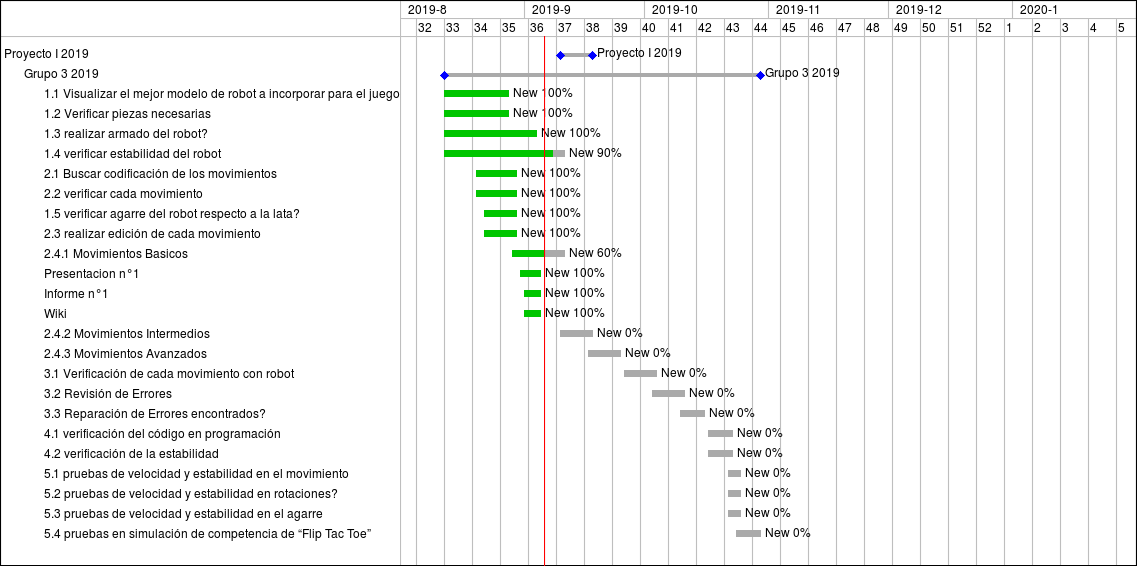 2019-8 2019-9 2019-10 2019-11 2019-12 2020-1
32 33 34 35 36 37 38 39 40 41 42 43 44 45 46 47 48 49 50 51 52 1 2 3 4 5
Proyecto I 2019 Proyecto I 2019
Grupo 3 2019 Grupo 3 2019
1.1 Visualizar el mejor modelo de robot a incorporar para el juego New 100%
1.2 Verificar piezas necesarias New 100%
1.3 realizar armado del robot? New 100%
1.4 verificar estabilidad del robot New 90%
2.1 Buscar codificación de los movimientos New 100%
2.2 verificar cada movimiento New 100%
1.5 verificar agarre del robot respecto a la lata? New 100%
2.3 realizar edición de cada movimiento New 100%
2.4.1 Movimientos Basicos New 60%
Presentacion n°1 New 100%
Informe n°1 New 100%
Wiki New 100%
2.4.2 Movimientos Intermedios New 0%
2.4.3 Movimientos Avanzados New 0%
3.1 Verificación de cada movimiento con robot New 0%
3.2 Revisión de Errores New 0%
3.3 Reparación de Errores encontrados? New 0%
4.1 verificación del código en programación New 0%
4.2 verificación de la estabilidad New 0%
5.1 pruebas de velocidad y estabilidad en el movimiento New 0%
5.2 pruebas de velocidad y estabilidad en rotaciones? New 0%
5.3 pruebas de velocidad y estabilidad en el agarre New 0%
5.4 pruebas en simulación de competencia de “Flip Tac Toe” New 0%